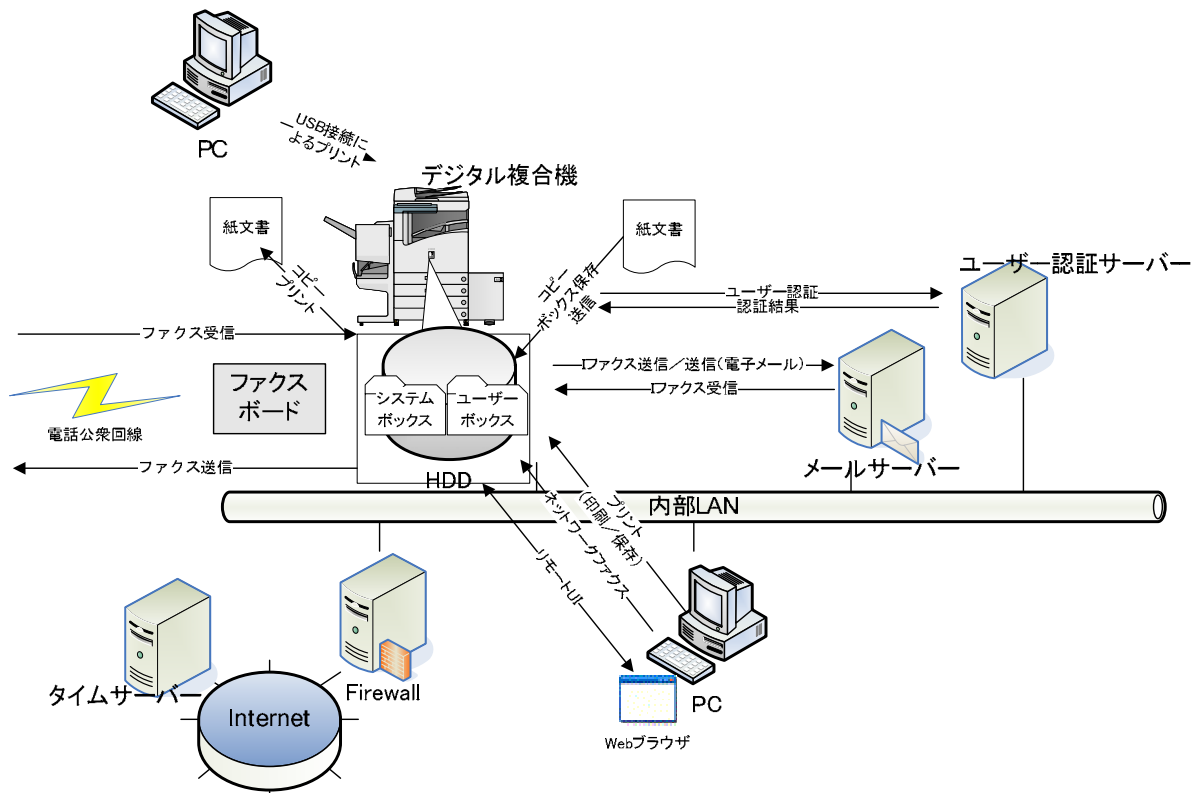 PC
USB接続に
よるプリント
デジタル複合機
紙文書
コピー
プリント
紙文書
コピー
ボックス保存
送信
ユーザー認証サーバー
ユーザー認証
認証結果
ファクス受信
ファクス
ボード
電話公衆回線
システム
ボックス
ユーザー
ボックス
Iファクス送信/送信(電子メール)
Iファクス受信
メールサーバー
ファクス送信
HDD
内部LAN
プリント
(印刷/保存)
ネットワークファクス
リモートUI
タイムサーバー
Firewall
Internet
PC
Webブラウザ